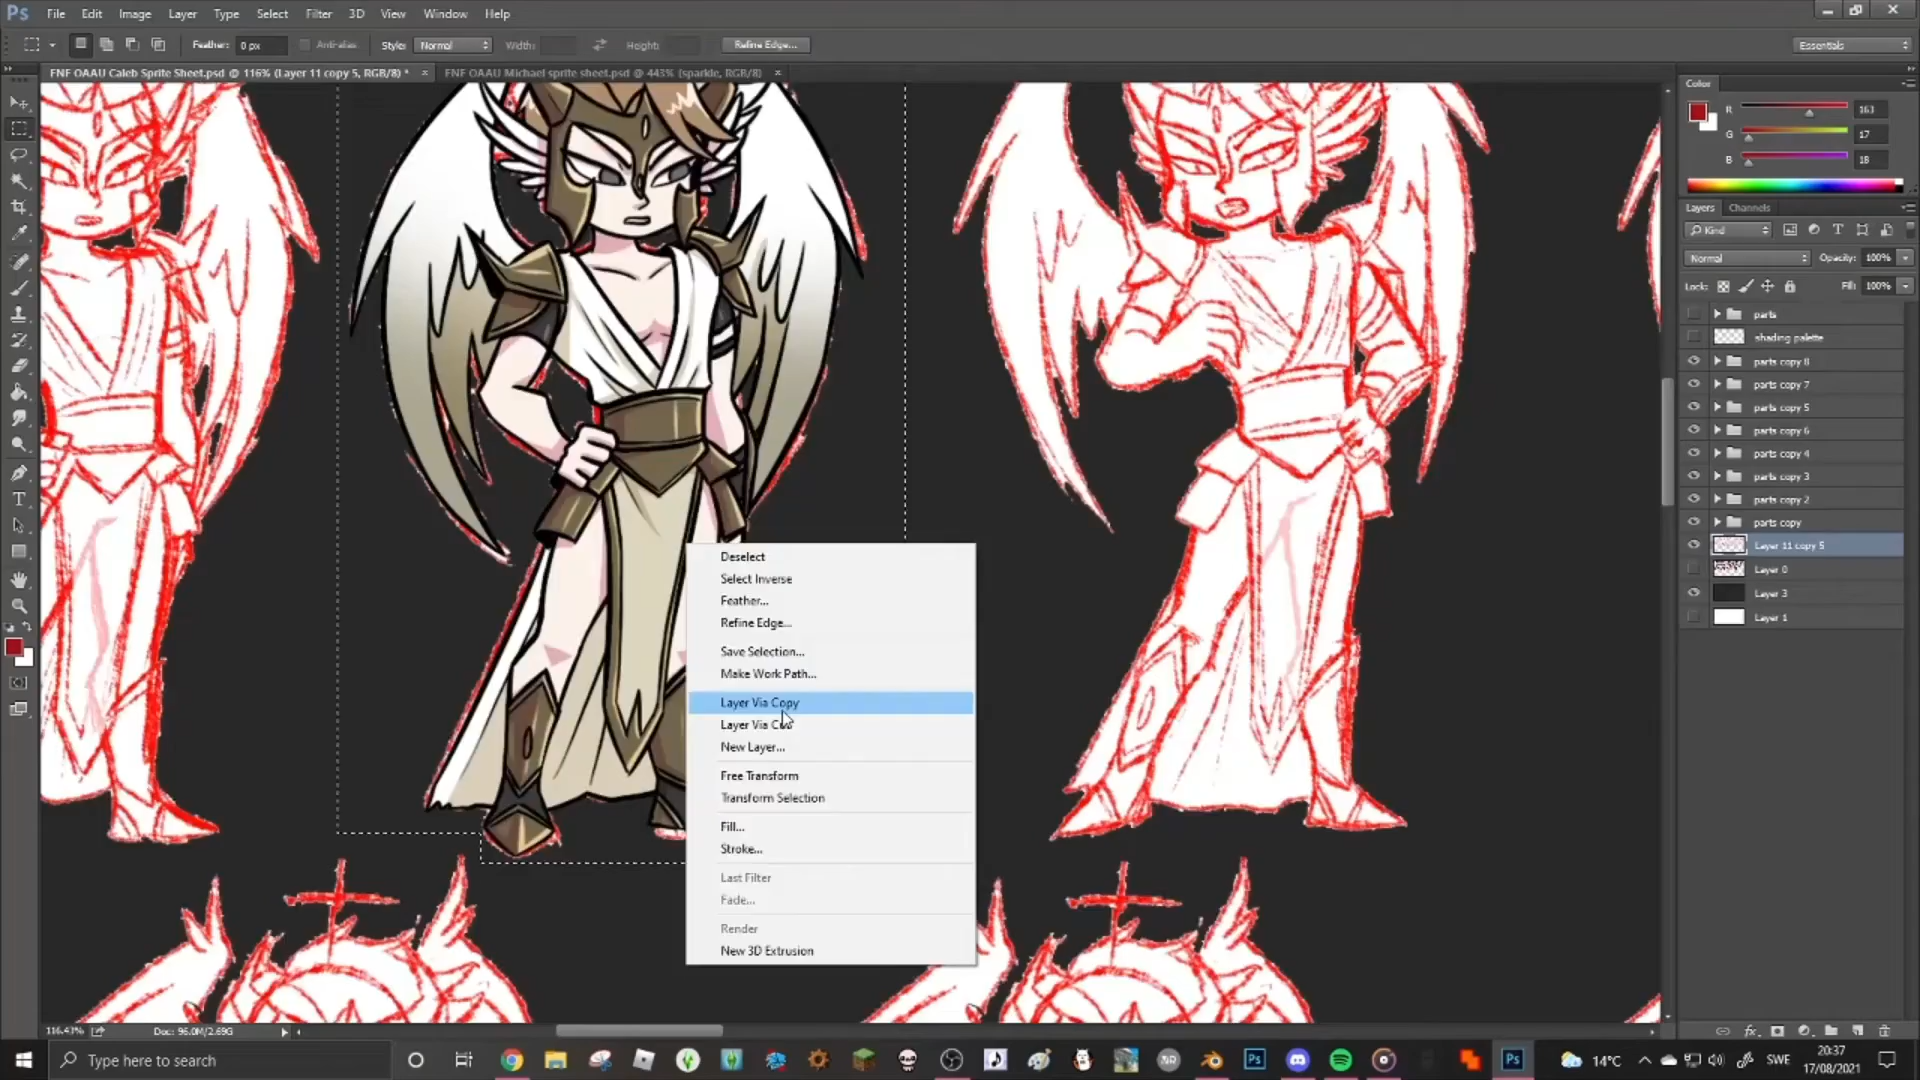 Ps File Edit Image Layer Type Select Filter 3D View Window Help
Feather: 0 px Anti-alias Style: Normal Width: Height: Refine Edge... Essentials
FNF OAAU Caleb Sprite Sheet.psd @ 116% (Layer 11 copy 5, RGB/8) * × FNF OAAU Michael sprite sheet.psd @ 443% (sparkle, RGB/8) ×
Color
R 163
G 17
B 18
Layers Channels
Kind
Normal Opacity: 100%
Lock: Fill: 100%
parts
shading palette
parts copy 8
parts copy 7
parts copy 5
parts copy 6
parts copy 4
parts copy 3
parts copy 2
parts copy
Layer 11 copy 5
Layer 0
Layer 3
Layer 1
Deselect
Select Inverse
Feather...
Refine Edge...
Save Selection...
Make Work Path...
Layer Via Copy
Layer Via Cut
New Layer...
Free Transform
Transform Selection
Fill...
Stroke...
Last Filter
Fade...
Render
New 3D Extrusion
116.43% Doc: 96.0M/2.69G
Type here to search
14°C
SWE
20:37
17/08/2021